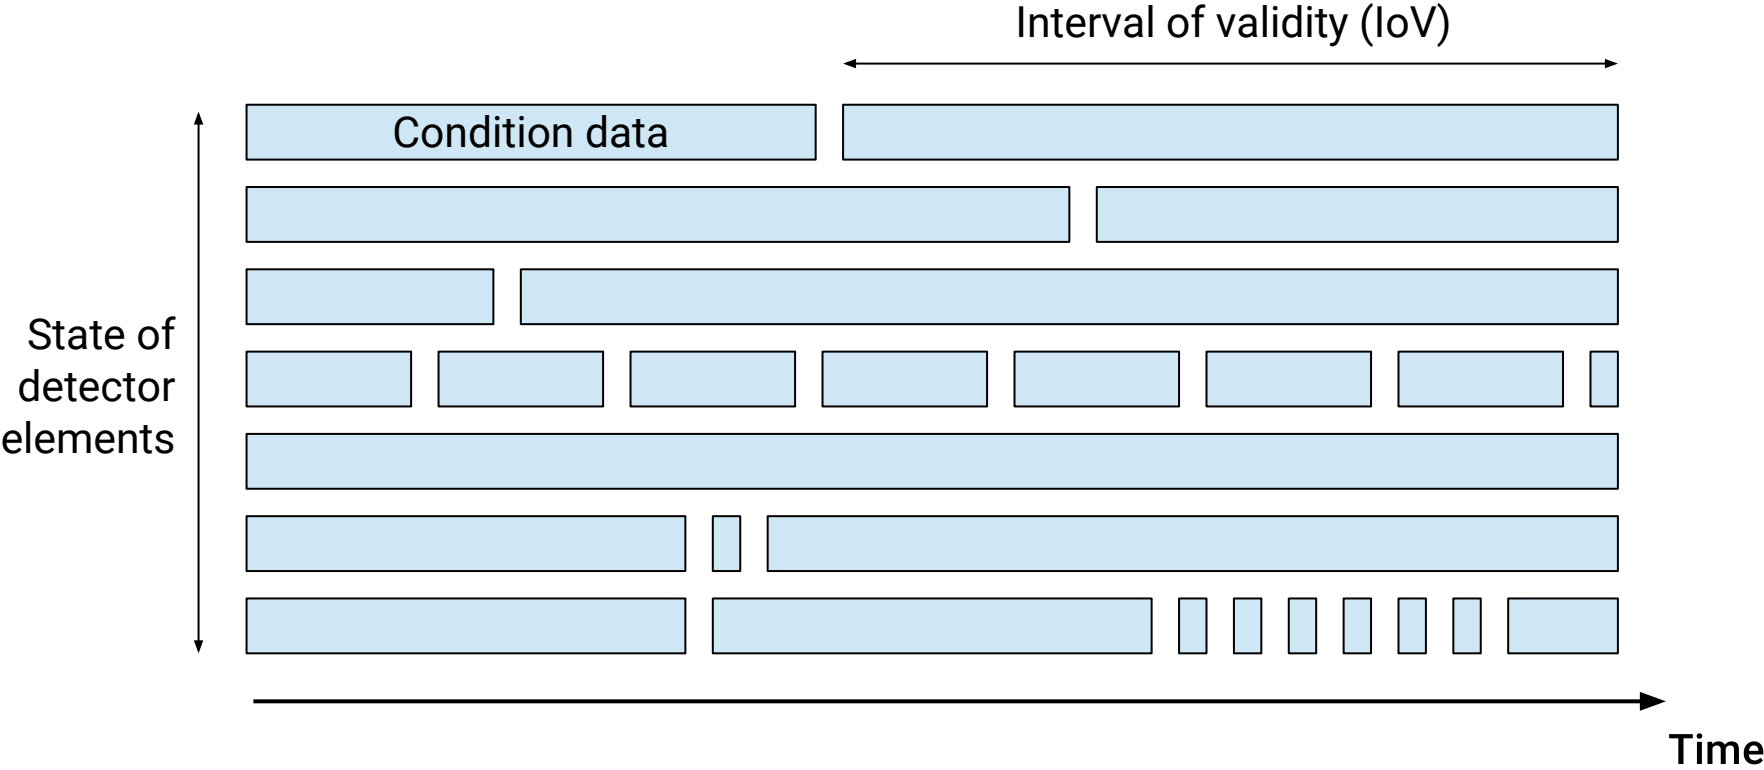 Interval of validity (IoV)
Condition data
State of
detector
elements
Time